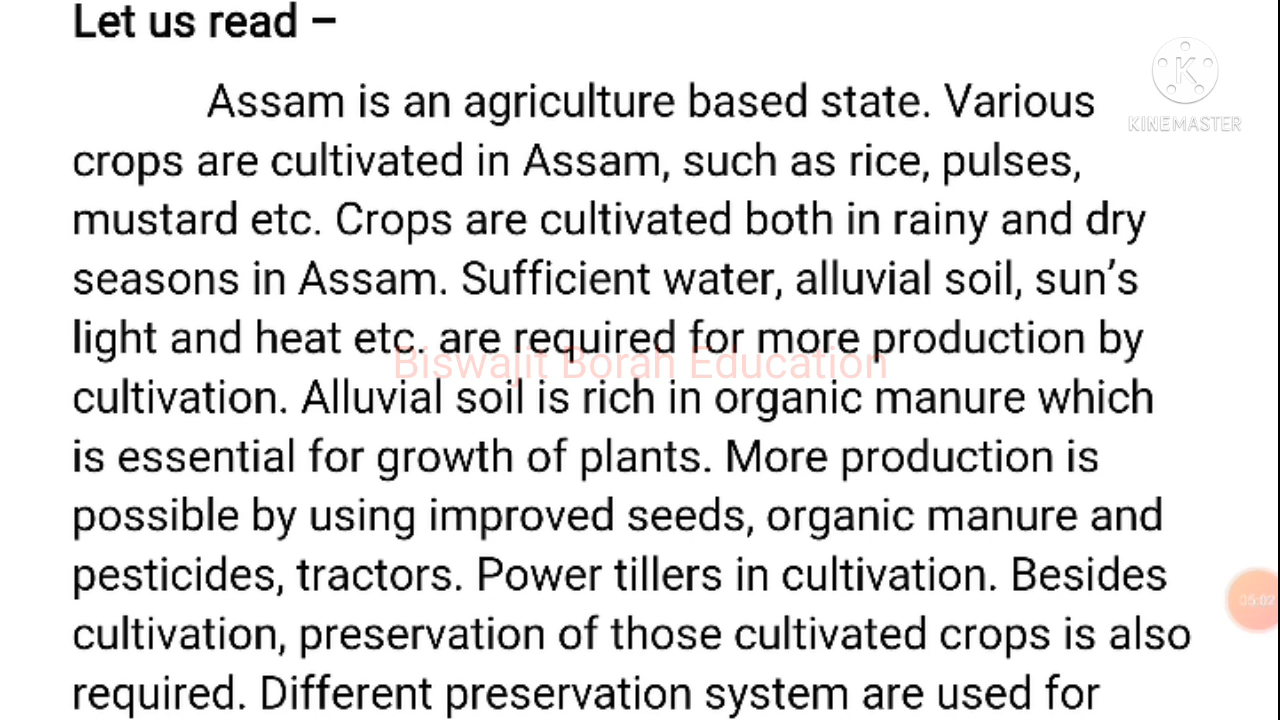 Let us read –
Assam is an agriculture based state. Various
crops are cultivated in Assam, such as rice, pulses,
mustard etc. Crops are cultivated both in rainy and dry
seasons in Assam. Sufficient water, alluvial soil, sun’s
light and heat etc. are required for more production by
cultivation. Alluvial soil is rich in organic manure which
is essential for growth of plants. More production is
possible by using improved seeds, organic manure and
pesticides, tractors. Power tillers in cultivation. Besides
cultivation, preservation of those cultivated crops is also
required. Different preservation system are used for
Biswajit Borah Education
K
KINEMASTER
05:02